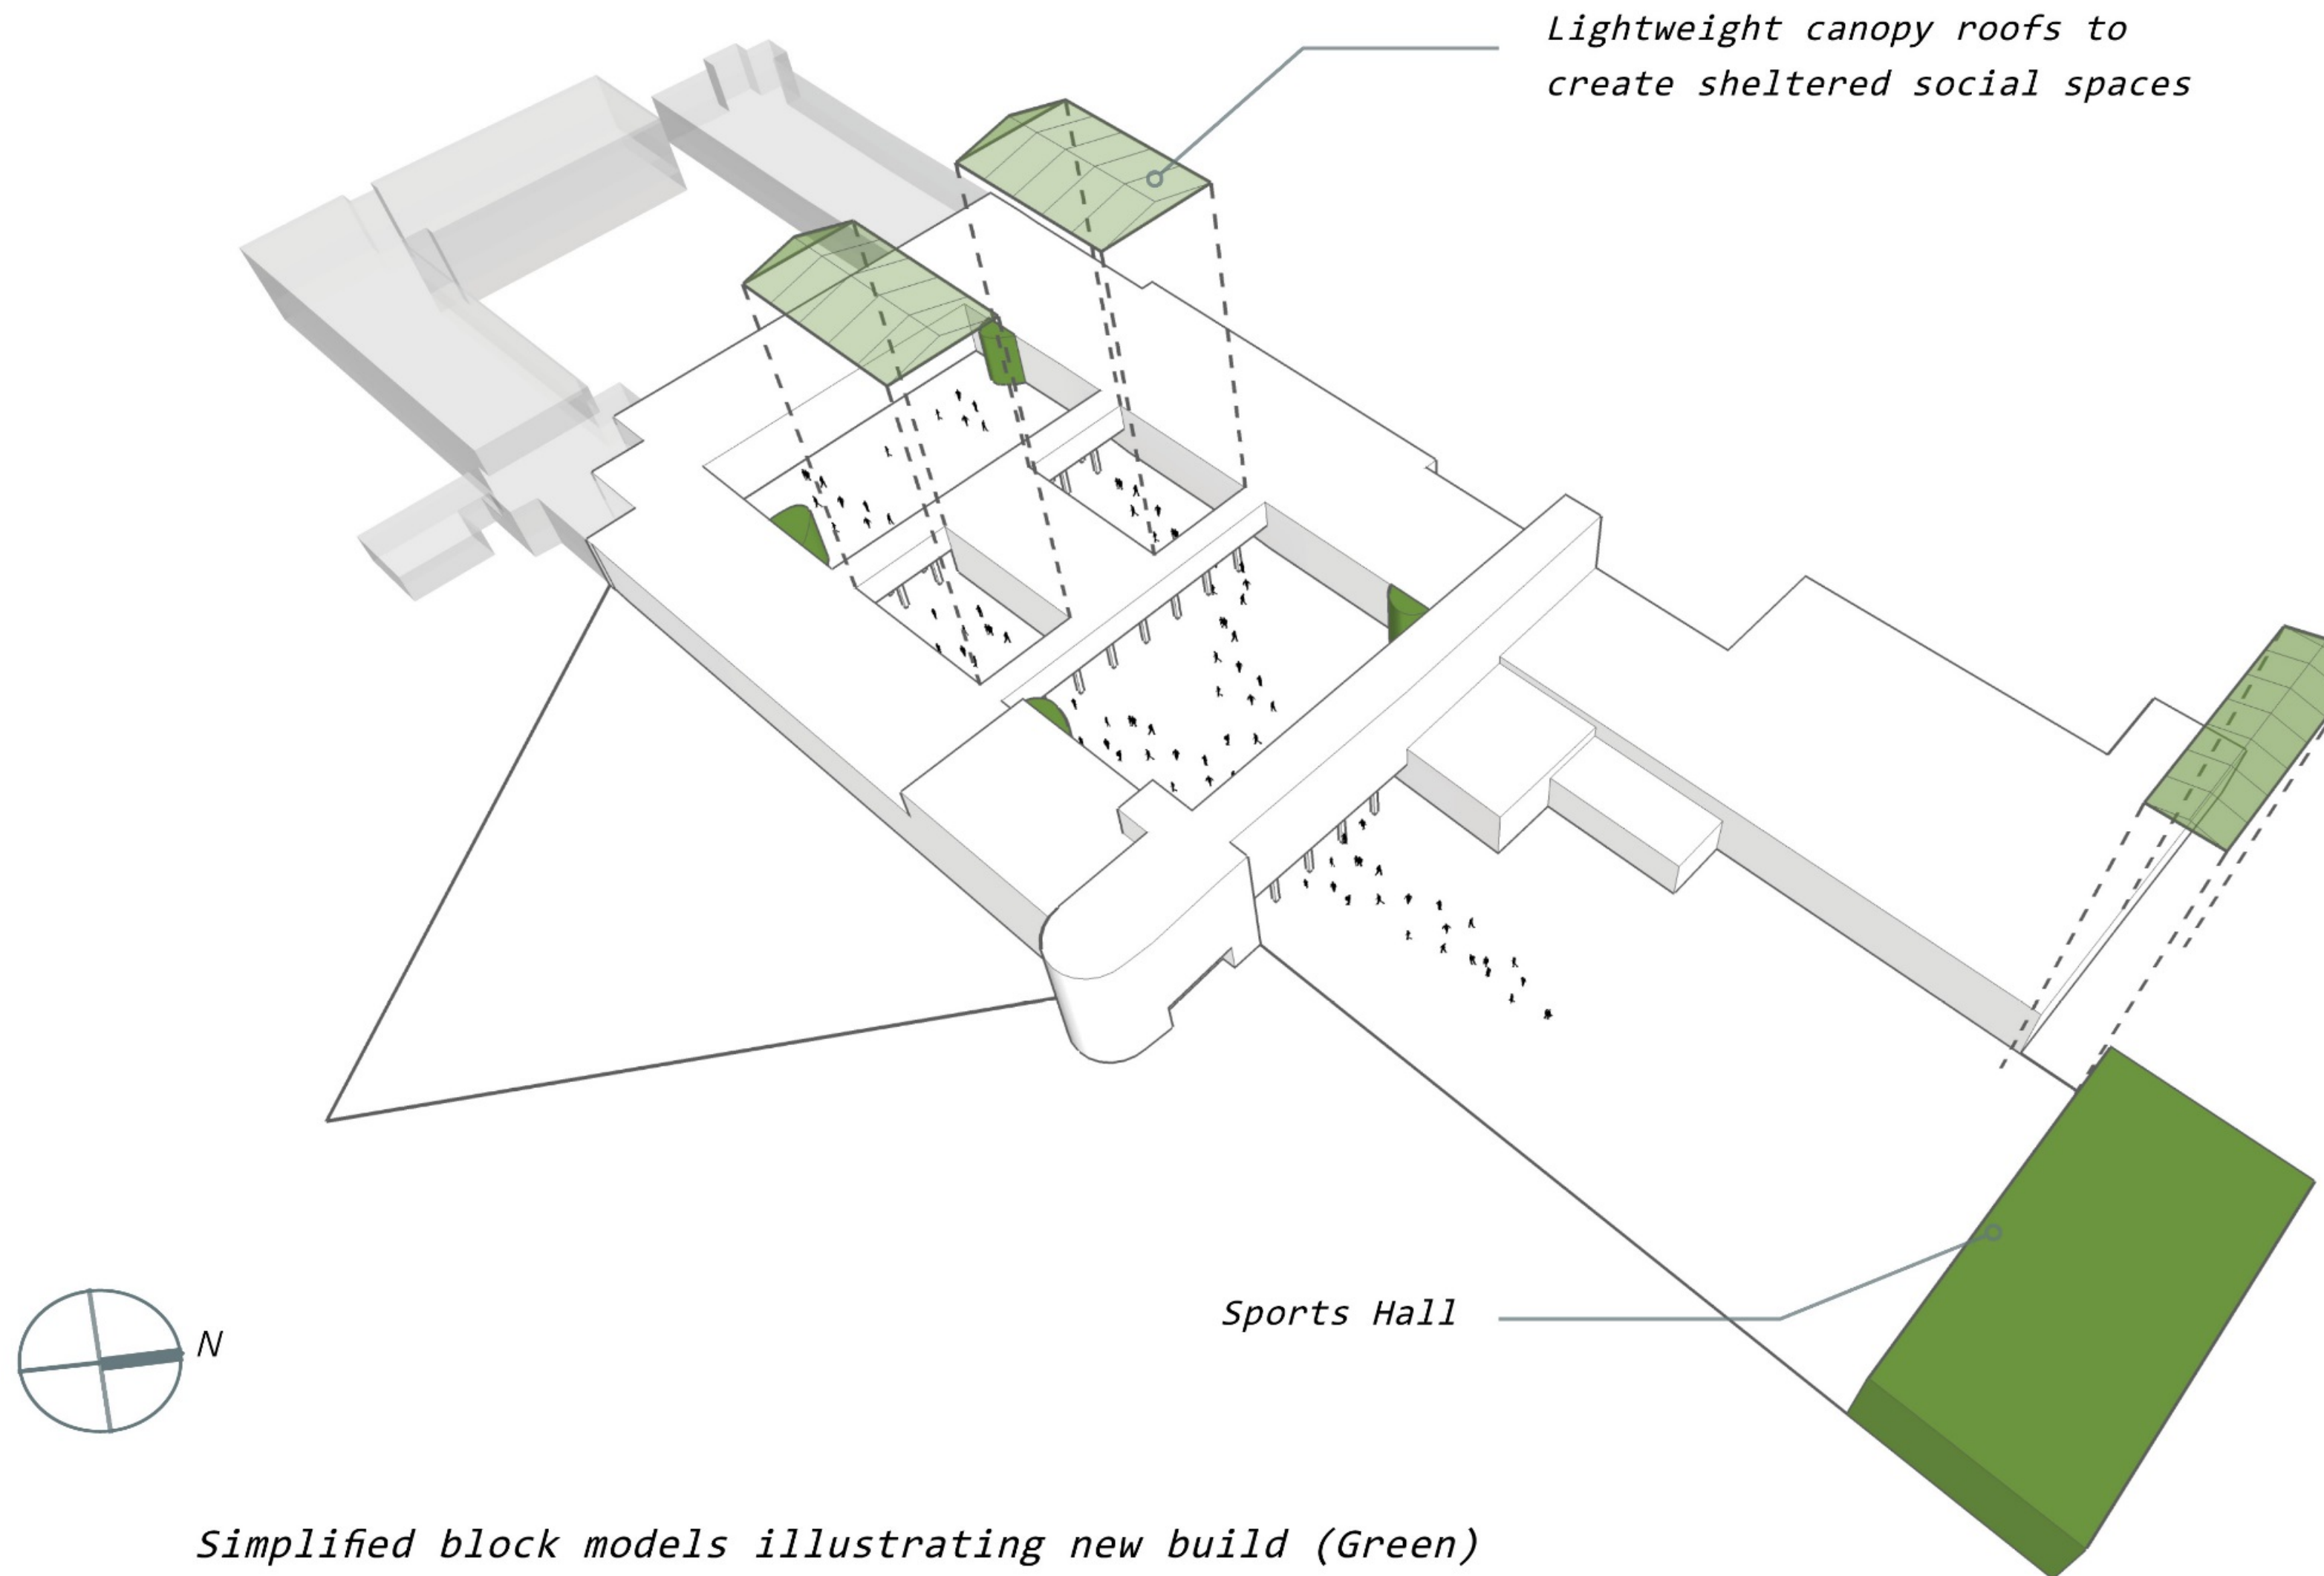 Lightweight canopy roofs to
create sheltered social spaces
Sports Hall
N
Simplified block models illustrating new build (Green)